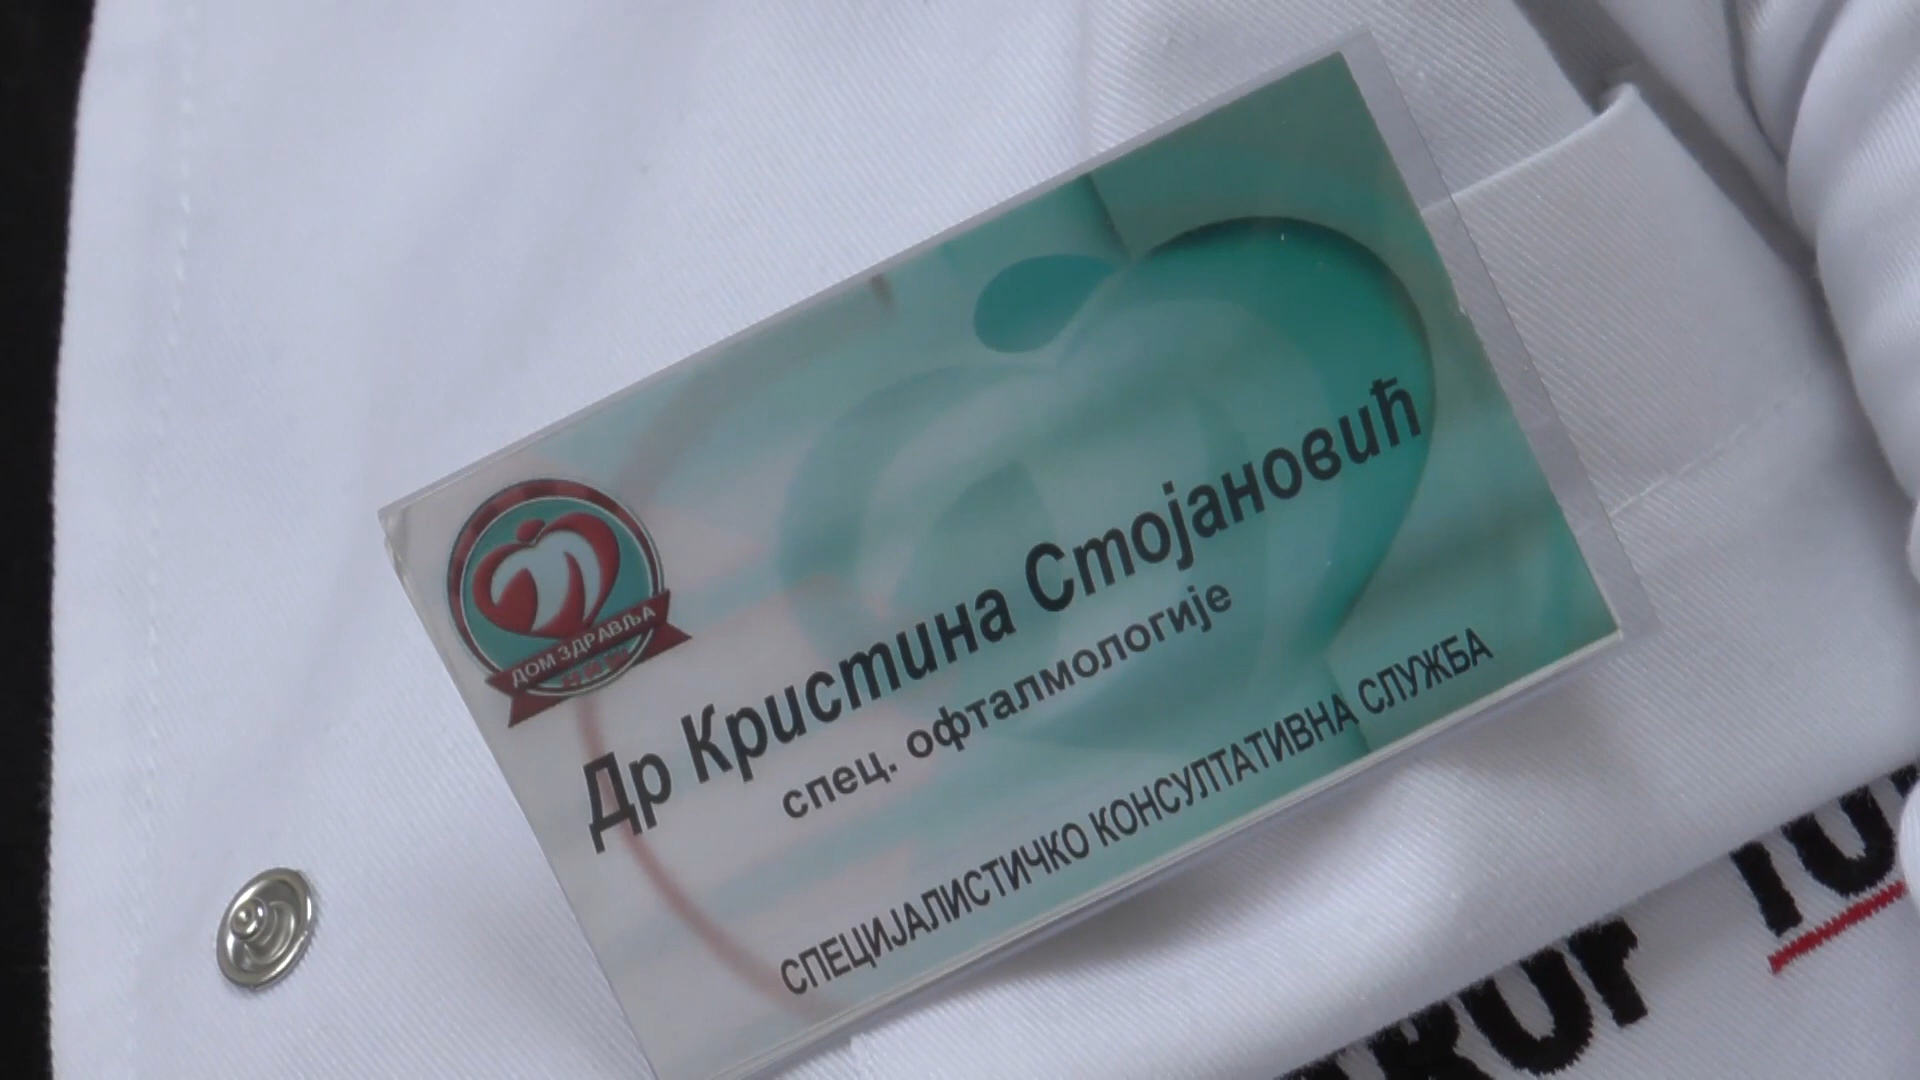 ДОМ ЗДРАВЉА
Др Кристина Стојановић
спец. офталмологије
СПЕЦИЈАЛИСТИЧКО КОНСУЛТАТИВНА СЛУЖБА